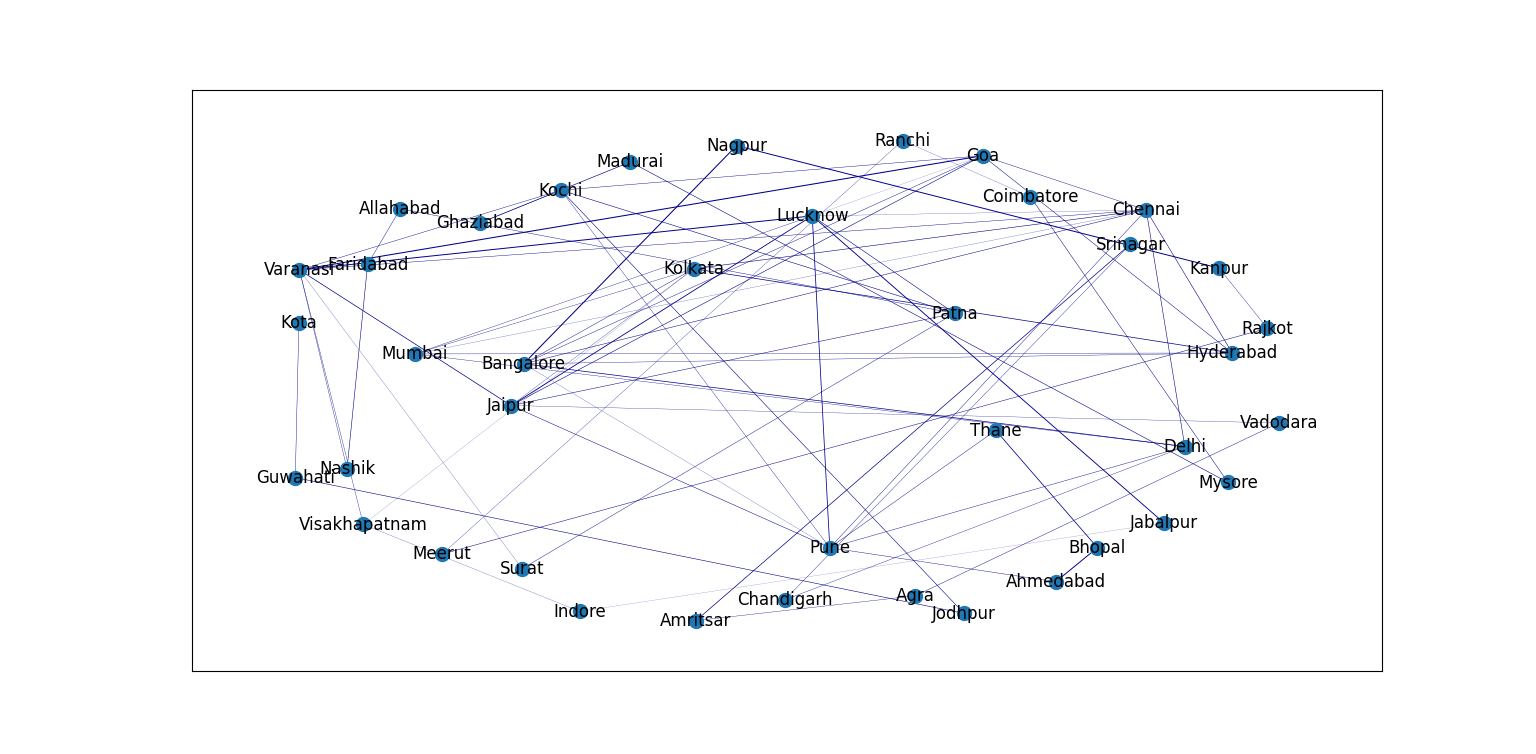 Ranchi
Nagpur
Goa
Madurai
Kochi
Coimbatore
Allahabad
Chennai
Lucknow
Ghaziabad
Srinagar
Faridabad
Varanasi
Kolkata
Kanpur
Patna
Kota
Rajkot
Hyderabad
Mumbai
Bangalore
Jaipur
Vadodara
Thane
Delhi
Nashik
Guwahati
Mysore
Jabalpur
Visakhapatnam
Pune
Bhopal
Meerut
Surat
Ahmedabad
Agra
Chandigarh
Indore
Jodhpur
Amritsar